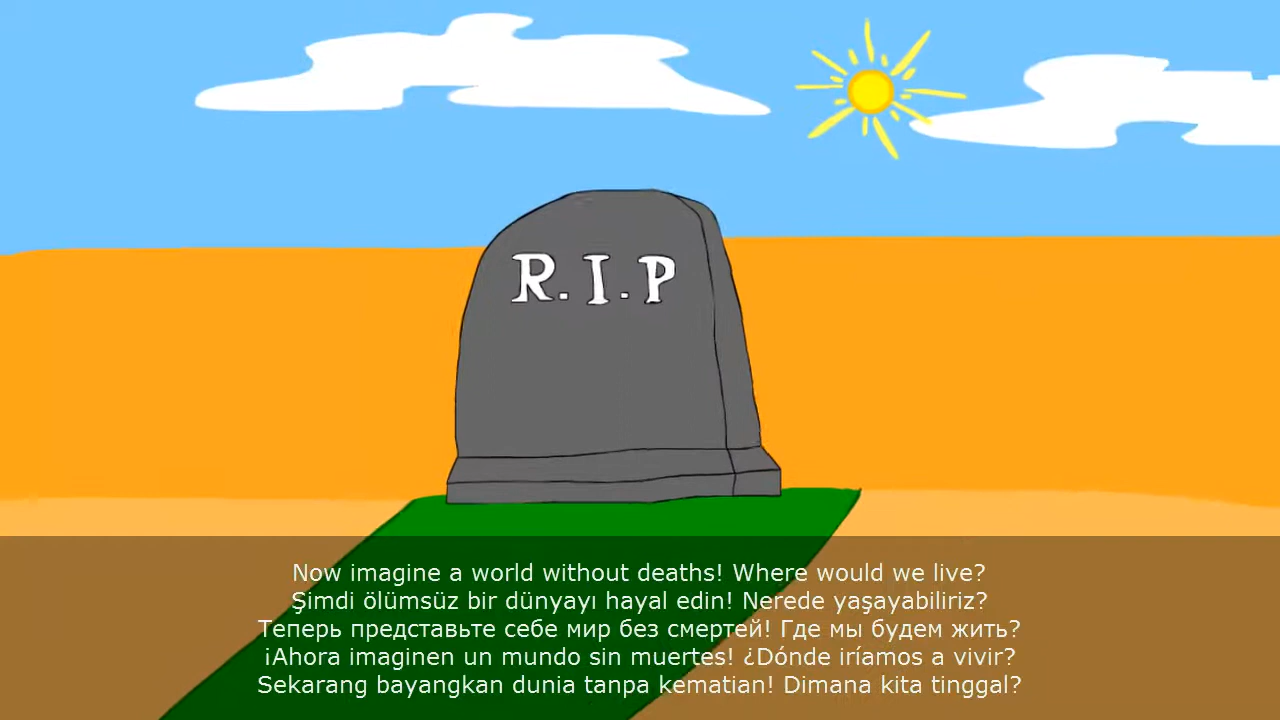 R.I.P
Now imagine a world without deaths! Where would we live?
Şimdi ölümsüz bir dünyayı hayal edin! Nerede yaşayabiliriz?
Теперь представьте себе мир без смертей! Где мы будем жить?
¡Ahora imaginen un mundo sin muertes! ¿Dónde iríamos a vivir?
Sekarang bayangkan dunia tanpa kematian! Dimana kita tinggal?